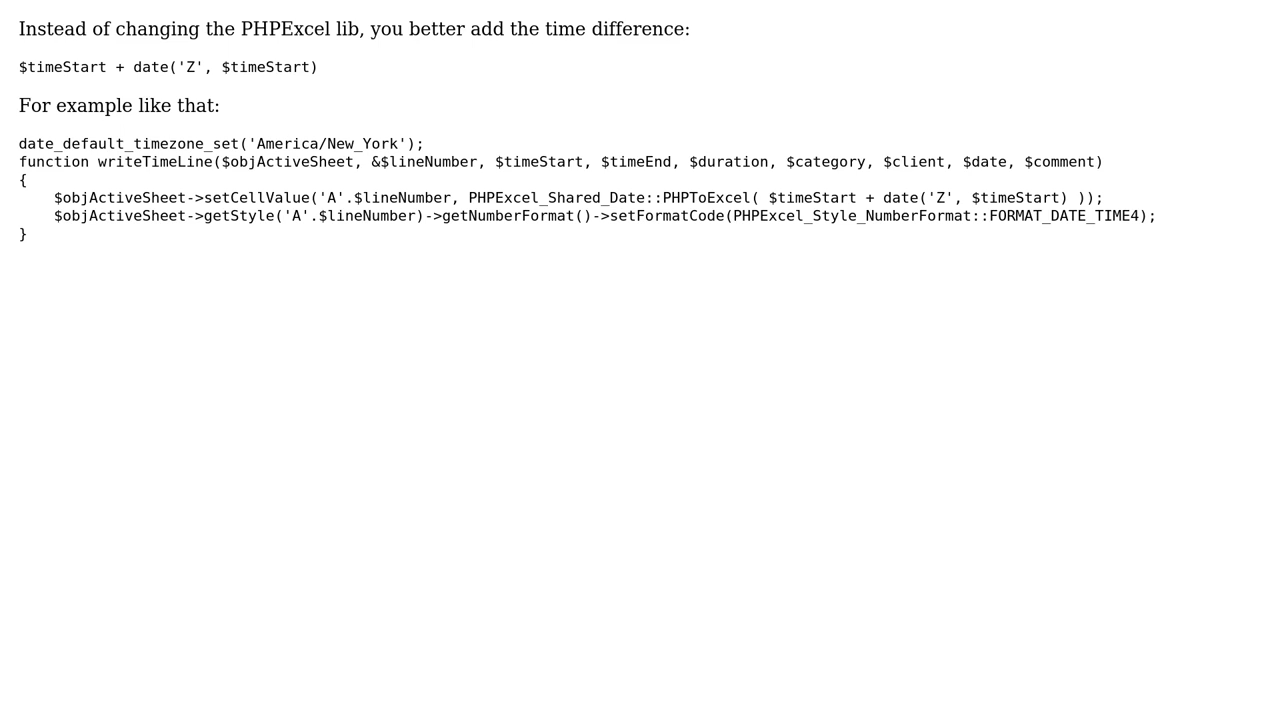 Instead of changing the PHPExcel lib, you better add the time difference:
$timeStart + date('Z', $timeStart)
For example like that:
date_default_timezone_set('America/New_York');
function writeTimeLine($objActiveSheet, &$lineNumber, $timeStart, $timeEnd, $duration, $category, $client, $date, $comment)
{
    $objActiveSheet->setCellValue('A'.$lineNumber, PHPExcel_Shared_Date::PHPToExcel( $timeStart + date('Z', $timeStart) ));
    $objActiveSheet->getStyle('A'.$lineNumber)->getNumberFormat()->setFormatCode(PHPExcel_Style_NumberFormat::FORMAT_DATE_TIME4);
}